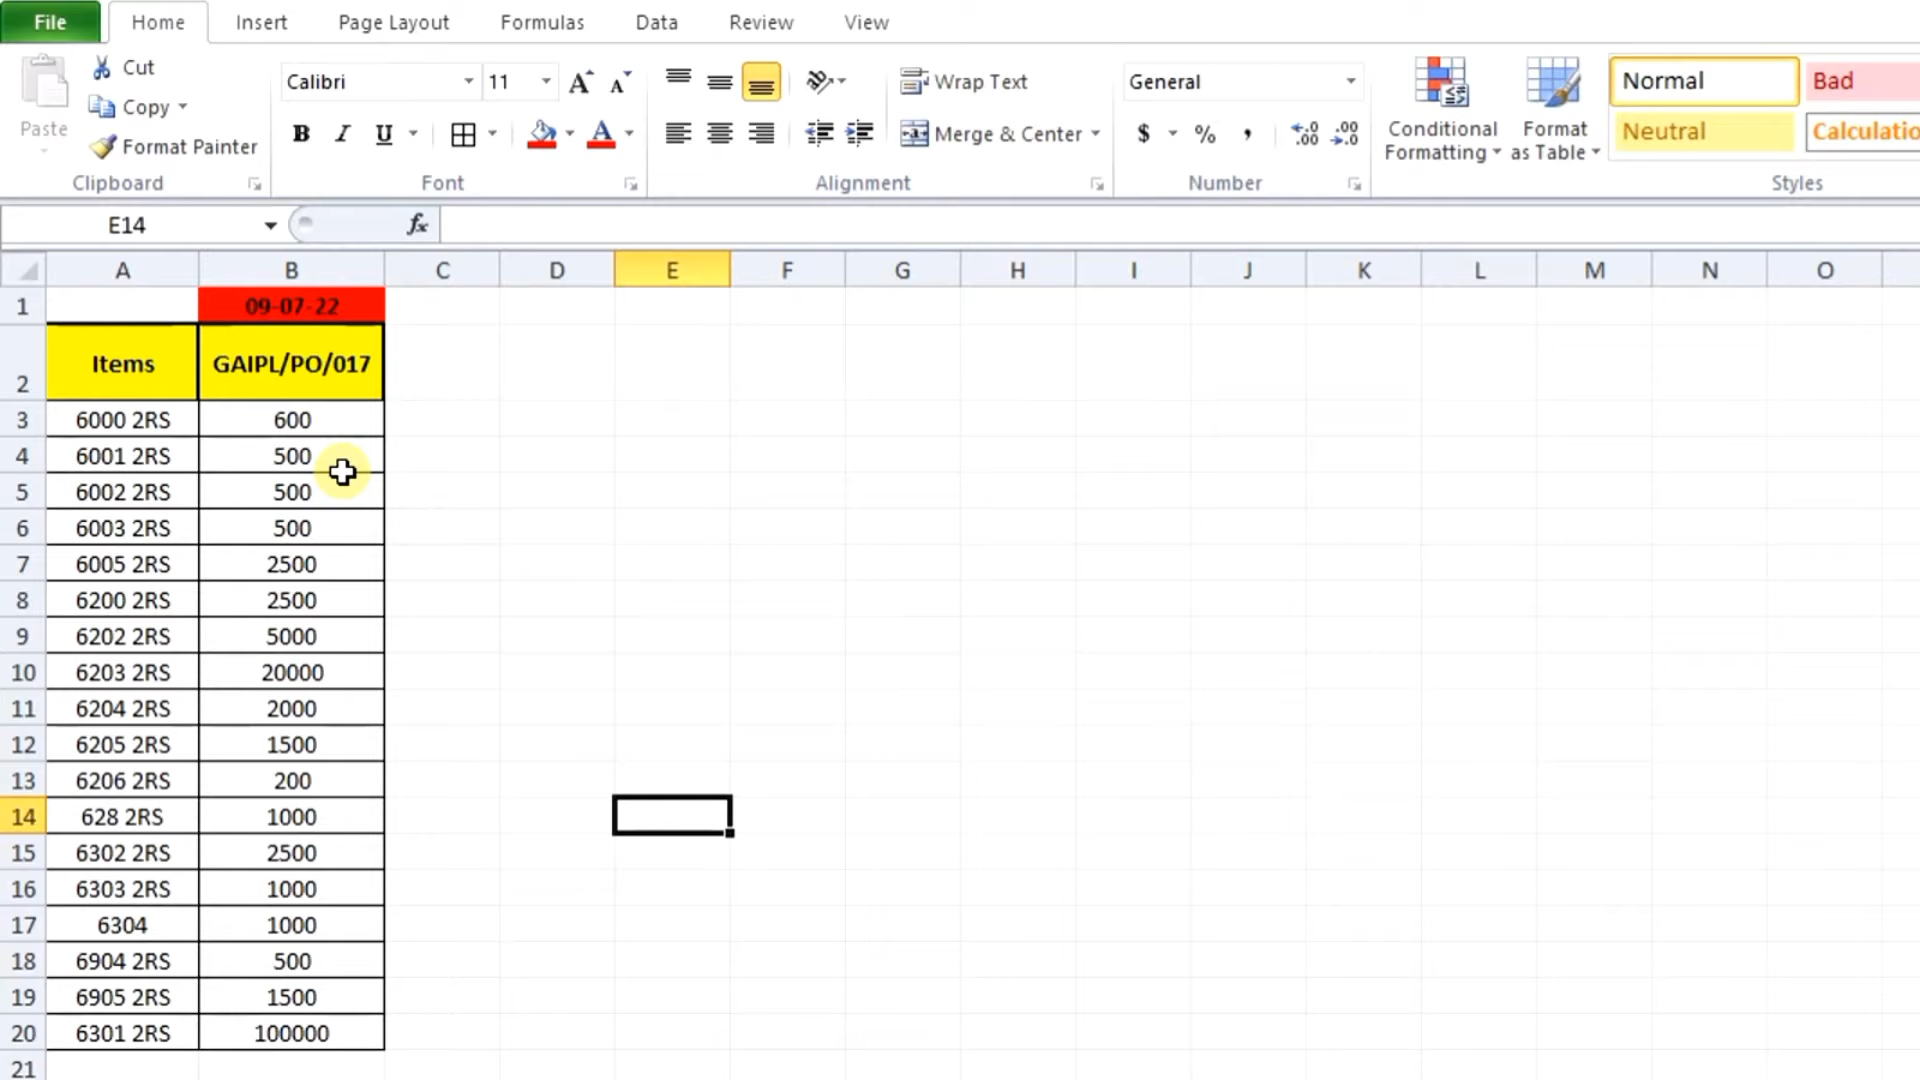 File Home Insert Page Layout Formulas Data Review View
Paste
Cut
Copy
Format Painter
Clipboard
Calibri 11 A A
B I U A
Font
Wrap Text
Merge & Center
Alignment
General
$ % ,
.0 .00
.00 .0
Number
Conditional Formatting
Format as Table
Normal Bad
Neutral Calculatio
Styles
E14 fx
A B C D E F G H I J K L M N O
1 09-07-22
2 Items GAIPL/PO/017
3 6000 2RS 600
4 6001 2RS 500
5 6002 2RS 500
6 6003 2RS 500
7 6005 2RS 2500
8 6200 2RS 2500
9 6202 2RS 5000
10 6203 2RS 20000
11 6204 2RS 2000
12 6205 2RS 1500
13 6206 2RS 200
14 628 2RS 1000
15 6302 2RS 2500
16 6303 2RS 1000
17 6304 1000
18 6904 2RS 500
19 6905 2RS 1500
20 6301 2RS 100000
21